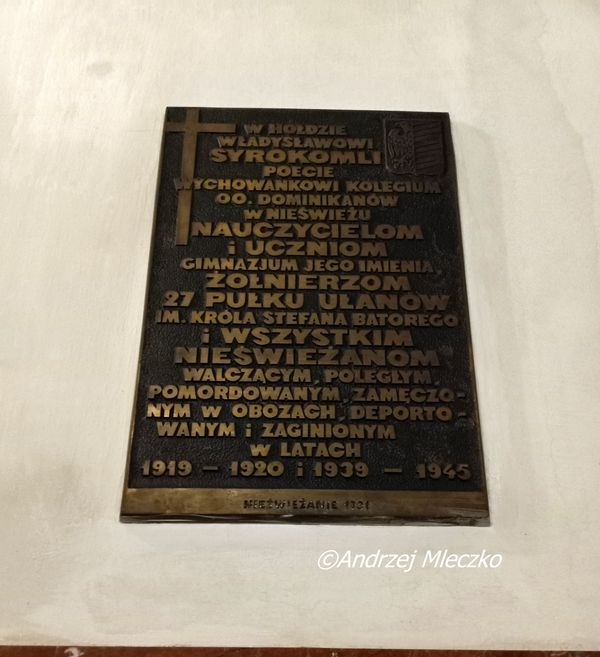 W HOŁDZIE
WŁADYSŁAWOWI
SYROKOMLI
POECIE
WYCHOWANKOWI KOLEGIUM
OO. DOMINIKANÓW
W NIEŚWIEŻU
NAUCZYCIELOM
i UCZNIOM
GIMNAZJUM JEGO IMIENIA,
ŻOŁNIERZOM
27 PUŁKU UŁANÓW
IM. KRÓLA STEFANA BATOREGO
i WSZYSTKIM
NIEŚWIEŻANOM
WALCZĄCYM, POLEGŁYM,
POMORDOWANYM, ZAMĘCZO-
NYM W OBOZACH, DEPORTO-
WANYM i ZAGINIONYM
W LATACH
1919 - 1920 i 1939 - 1945
NIEŚWIEŻANIE 1991
©Andrzej Mleczko